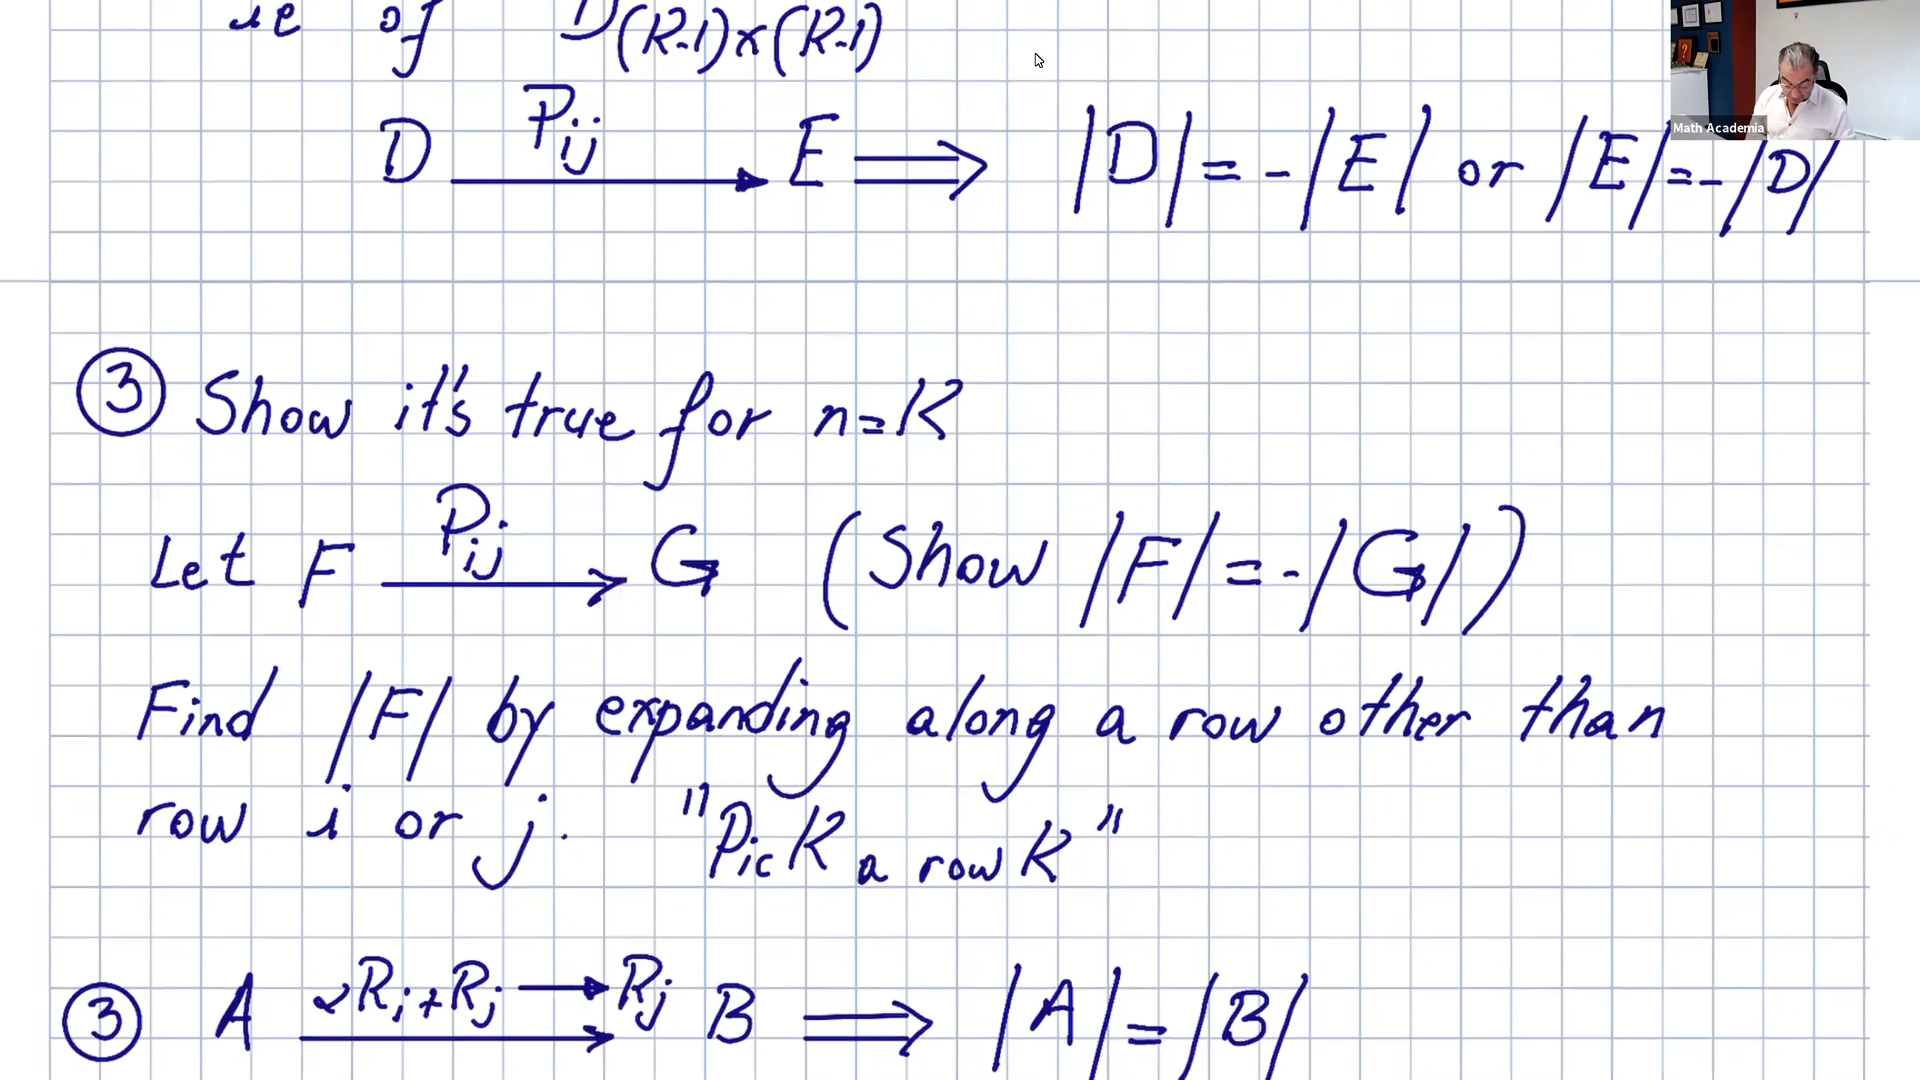 ie of D(K-1)x(K-1)
D Pij → E ⟹ |D| = -|E| or |E| = -|D|
Math Academia
③ Show it's true for n=K
Let F Pij → G (Show |F| = -|G|)
Find |F| by expanding along a row other than
row i or j. "Pick a row K"
③ A αRi+Rj → Rj B ⟹ |A| = |B|